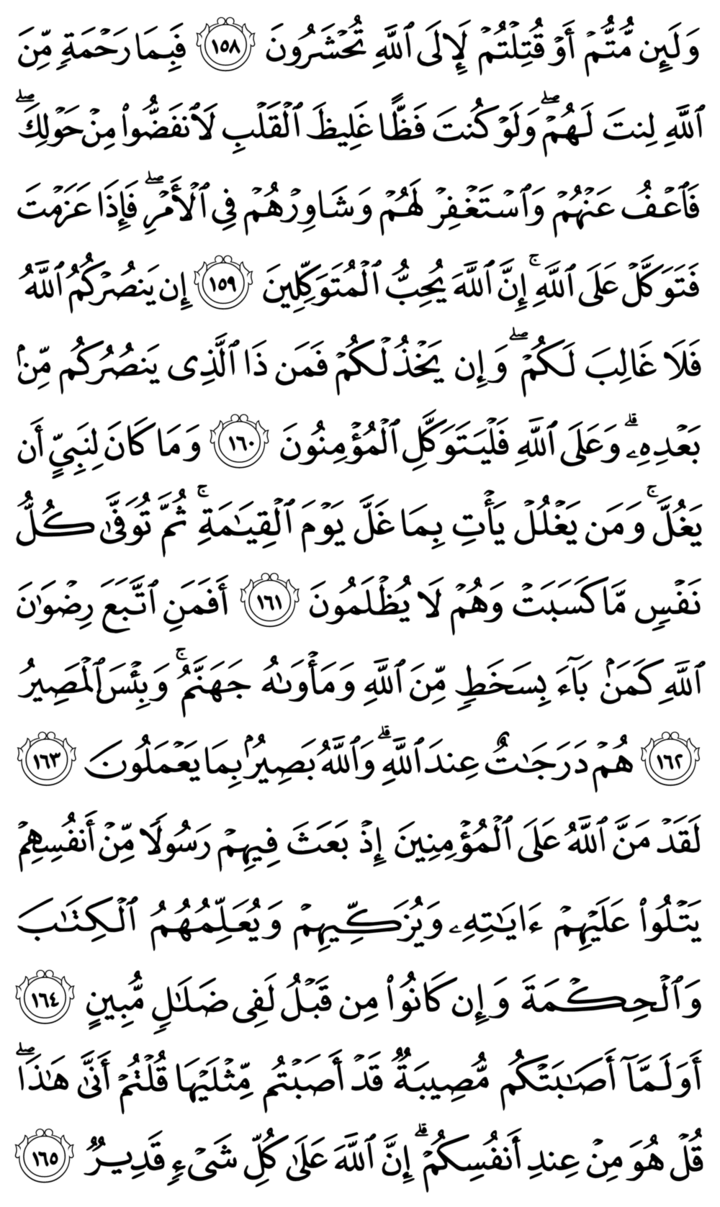 وَلَئِن مُّتُّمْ أَوْ قُتِلْتُمْ لَإِلَى ٱللَّهِ تُحْشَرُونَ ١٥٨ فَبِمَا رَحْمَةٍ مِّنَ
ٱللَّهِ لِنتَ لَهُمْ ۖ وَلَوْ كُنتَ فَظًّا غَلِيظَ ٱلْقَلْبِ لَٱنفَضُّوا۟ مِنْ حَوْلِكَ ۖ
فَٱعْفُ عَنْهُمْ وَٱسْتَغْفِرْ لَهُمْ وَشَاوِرْهُمْ فِى ٱلْأَمْرِ ۖ فَإِذَا عَزَمْتَ
فَتَوَكَّلْ عَلَى ٱللَّهِ ۚ إِنَّ ٱللَّهَ يُحِبُّ ٱلْمُتَوَكِّلِينَ ١٥٩ إِن يَنصُرْكُمُ ٱللَّهُ
فَلَا غَالِبَ لَكُمْ ۖ وَإِن يَخْذُلْكُمْ فَمَن ذَا ٱلَّذِى يَنصُرُكُم مِّنۢ
بَعْدِهِۦ ۗ وَعَلَى ٱللَّهِ فَلْيَتَوَكَّلِ ٱلْمُؤْمِنُونَ ١٦٠ وَمَا كَانَ لِنَبِىٍّ أَن
يَغُلَّ ۚ وَمَن يَغْلُلْ يَأْتِ بِمَا غَلَّ يَوْمَ ٱلْقِيَـٰمَةِ ۚ ثُمَّ تُوَفَّىٰ كُلُّ
نَفْسٍ مَّا كَسَبَتْ وَهُمْ لَا يُظْلَمُونَ ١٦١ أَفَمَنِ ٱتَّبَعَ رِضْوَٰنَ
ٱللَّهِ كَمَنۢ بَآءَ بِسَخَطٍ مِّنَ ٱللَّهِ وَمَأْوَىٰهُ جَهَنَّمُ ۚ وَبِئْسَ ٱلْمَصِيرُ
١٦٢ هُمْ دَرَجَـٰتٌ عِندَ ٱللَّهِ ۗ وَٱللَّهُ بَصِيرٌۢ بِمَا يَعْمَلُونَ ١٦٣
لَقَدْ مَنَّ ٱللَّهُ عَلَى ٱلْمُؤْمِنِينَ إِذْ بَعَثَ فِيهِمْ رَسُولًا مِّنْ أَنفُسِهِمْ
يَتْلُوا۟ عَلَيْهِمْ ءَايَـٰتِهِۦ وَيُزَكِّيهِمْ وَيُعَلِّمُهُمُ ٱلْكِتَـٰبَ
وَٱلْحِكْمَةَ وَإِن كَانُوا۟ مِن قَبْلُ لَفِى ضَلَـٰلٍ مُّبِينٍ ١٦٤
أَوَلَمَّآ أَصَـٰبَتْكُم مُّصِيبَةٌ قَدْ أَصَبْتُم مِّثْلَيْهَا قُلْتُمْ أَنَّىٰ هَـٰذَا ۖ
قُلْ هُوَ مِنْ عِندِ أَنفُسِكُمْ ۗ إِنَّ ٱللَّهَ عَلَىٰ كُلِّ شَىْءٍ قَدِيرٌ ١٦٥